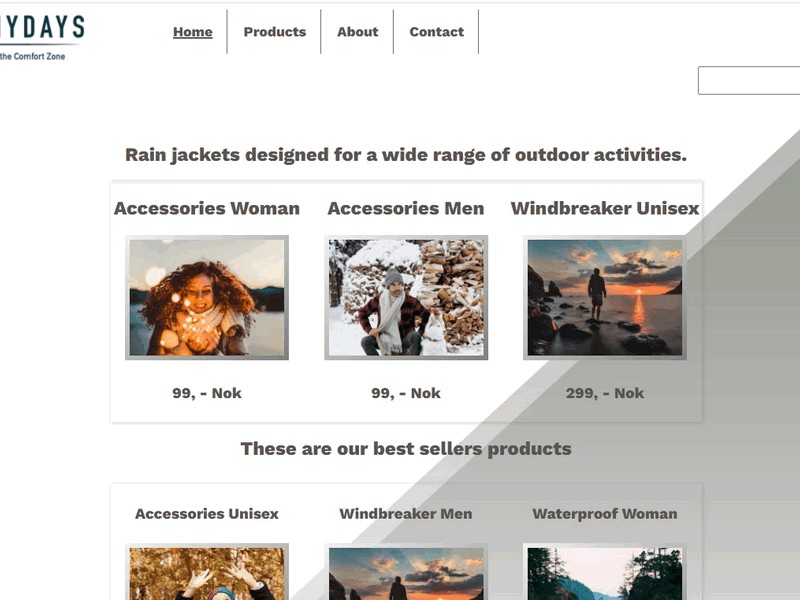 YDAYS
the Comfort Zone
Home
Products
About
Contact
Rain jackets designed for a wide range of outdoor activities.
Accessories Woman
Accessories Men
Windbreaker Unisex
99, - Nok
99, - Nok
299, - Nok
These are our best sellers products
Accessories Unisex
Windbreaker Men
Waterproof Woman